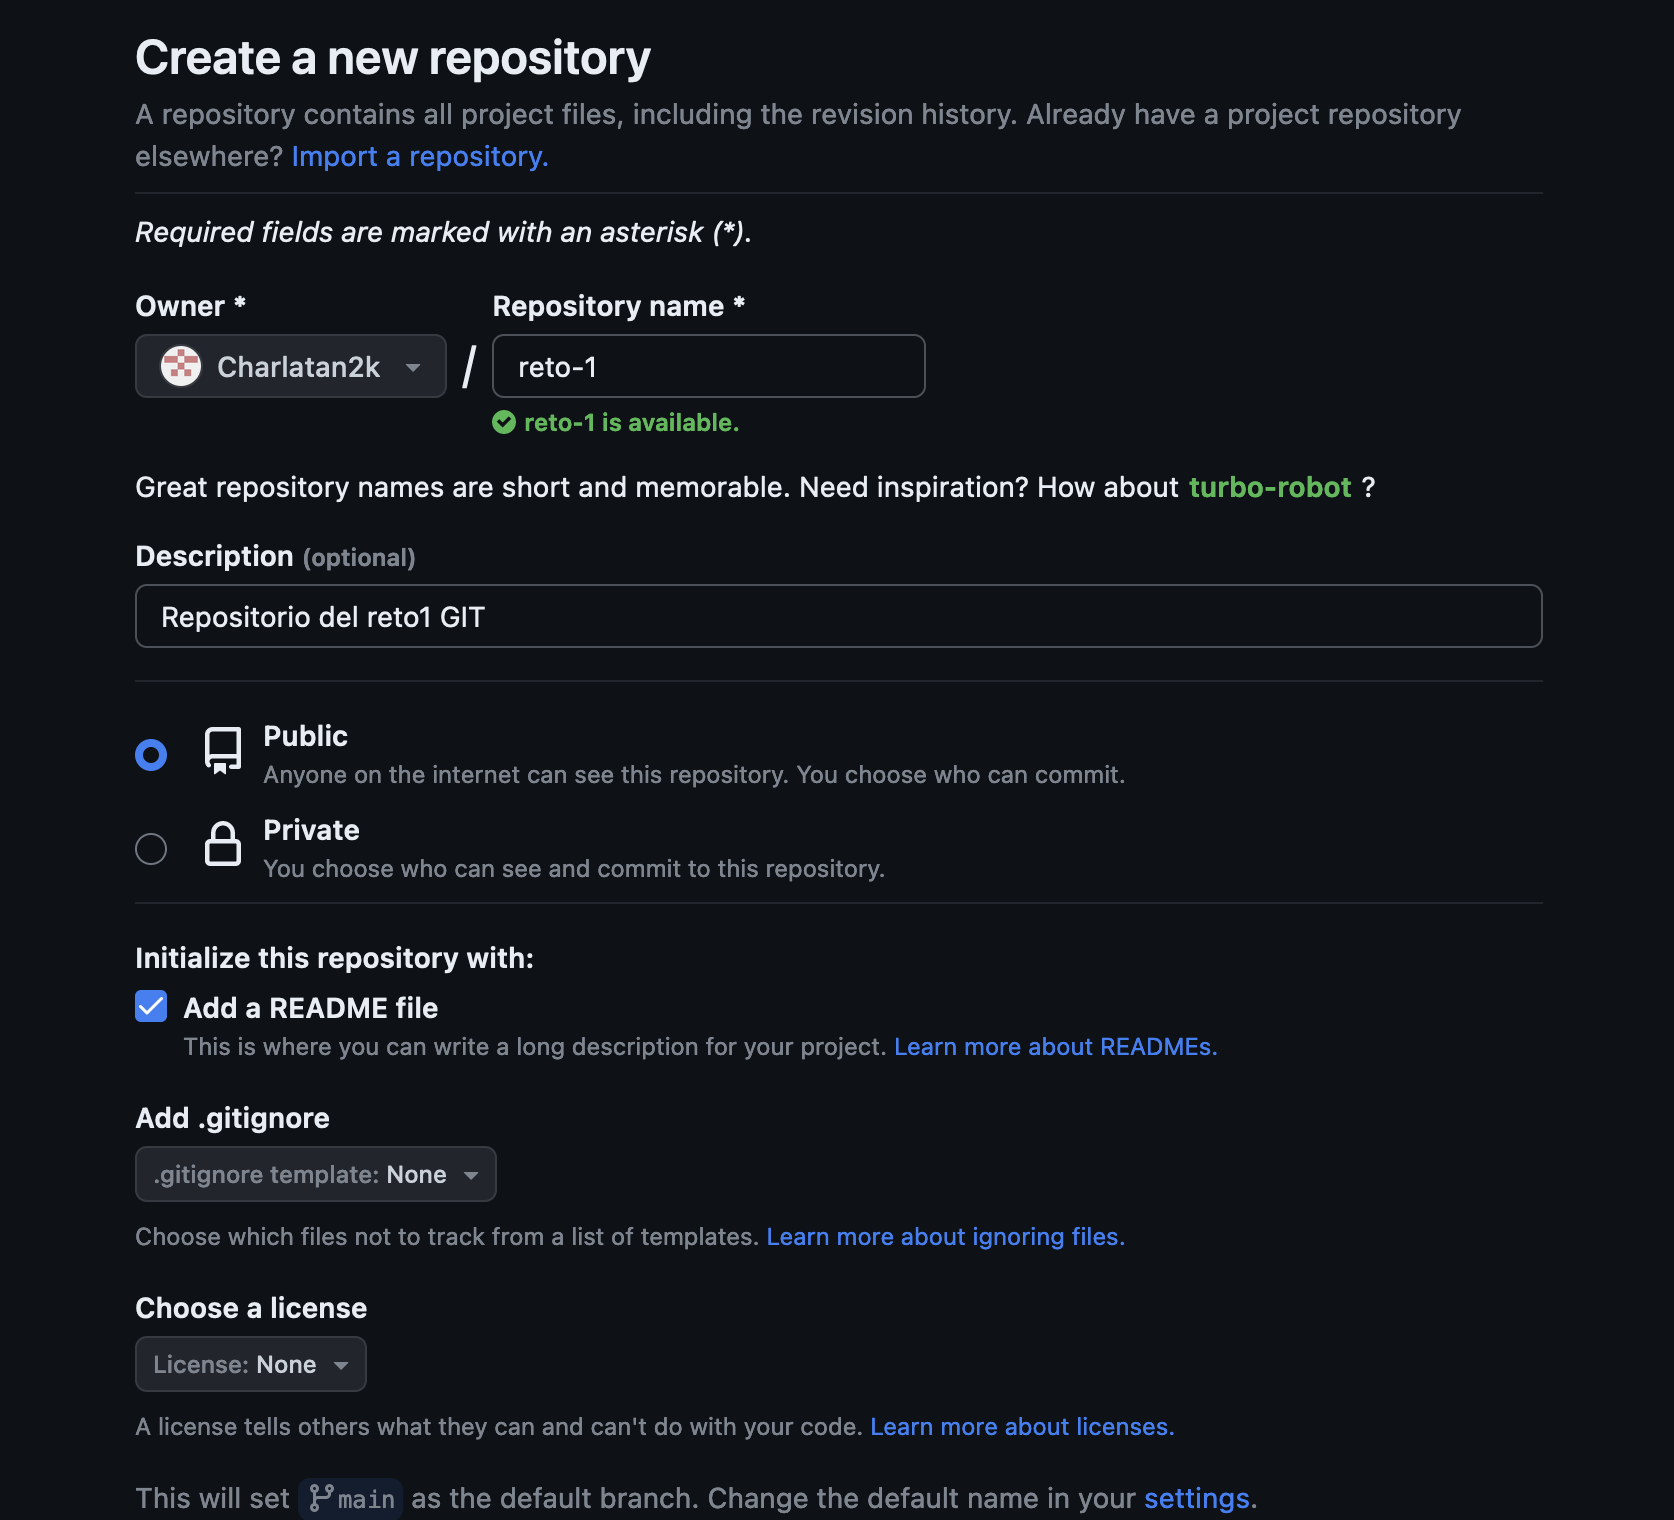 Create a new repository
A repository contains all project files, including the revision history. Already have a project repository
elsewhere? Import a repository.
Required fields are marked with an asterisk (*).
Owner *
Repository name *
Charlatan2k
/
reto-1
reto-1 is available.
Great repository names are short and memorable. Need inspiration? How about turbo-robot ?
Description (optional)
Repositorio del reto1 GIT
Public
Anyone on the internet can see this repository. You choose who can commit.
Private
You choose who can see and commit to this repository.
Initialize this repository with:
Add a README file
This is where you can write a long description for your project. Learn more about READMEs.
Add .gitignore
.gitignore template: None
Choose which files not to track from a list of templates. Learn more about ignoring files.
Choose a license
License: None
A license tells others what they can and can't do with your code. Learn more about licenses.
This will set main as the default branch. Change the default name in your settings.